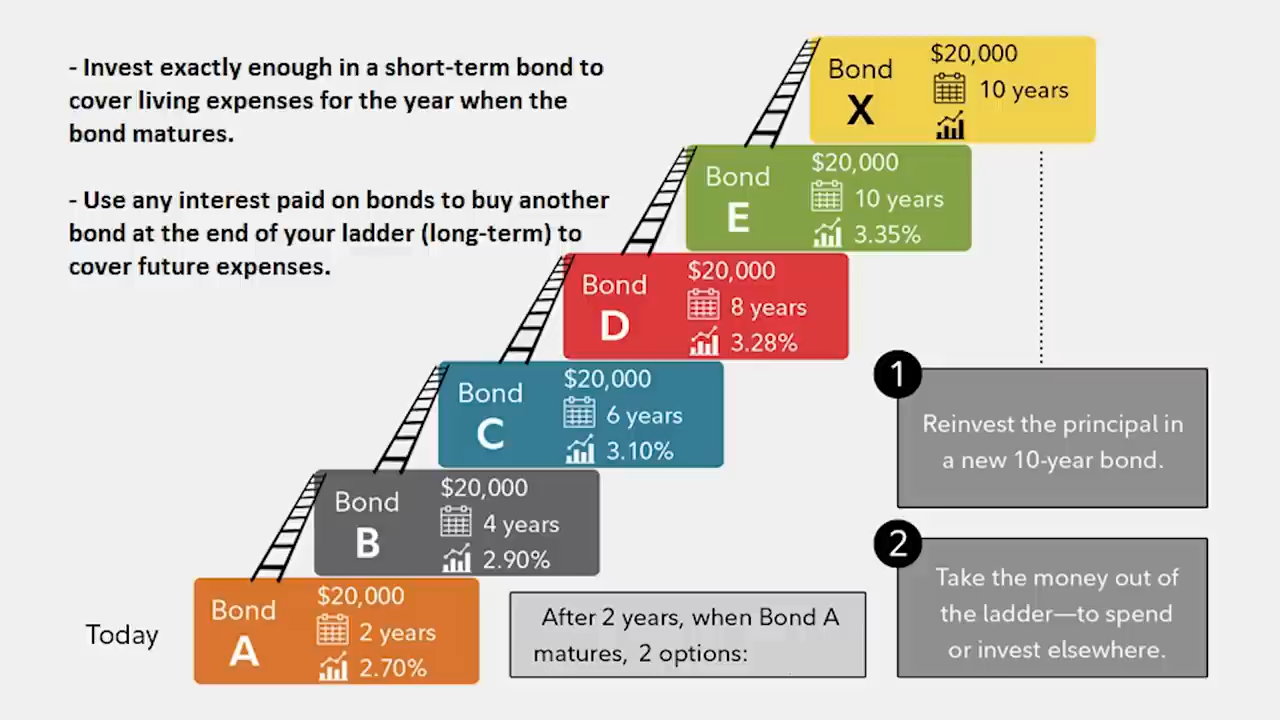 - Invest exactly enough in a short-term bond to
cover living expenses for the year when the
bond matures.
- Use any interest paid on bonds to buy another
bond at the end of your ladder (long-term) to
cover future expenses.
Bond
X
$20,000
10 years
Bond
E
$20,000
10 years
3.35%
Bond
D
$20,000
8 years
3.28%
Bond
C
$20,000
6 years
3.10%
Bond
B
$20,000
4 years
2.90%
Today
Bond
A
$20,000
2 years
2.70%
After 2 years, when Bond A
matures, 2 options:
1
Reinvest the principal in
a new 10-year bond.
2
Take the money out of
the ladder—to spend
or invest elsewhere.